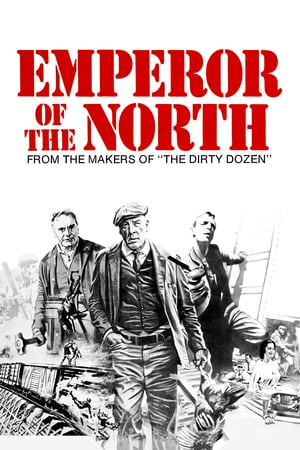 EMPEROR
OF THE NORTH
FROM THE MAKERS OF "THE DIRTY DOZEN"